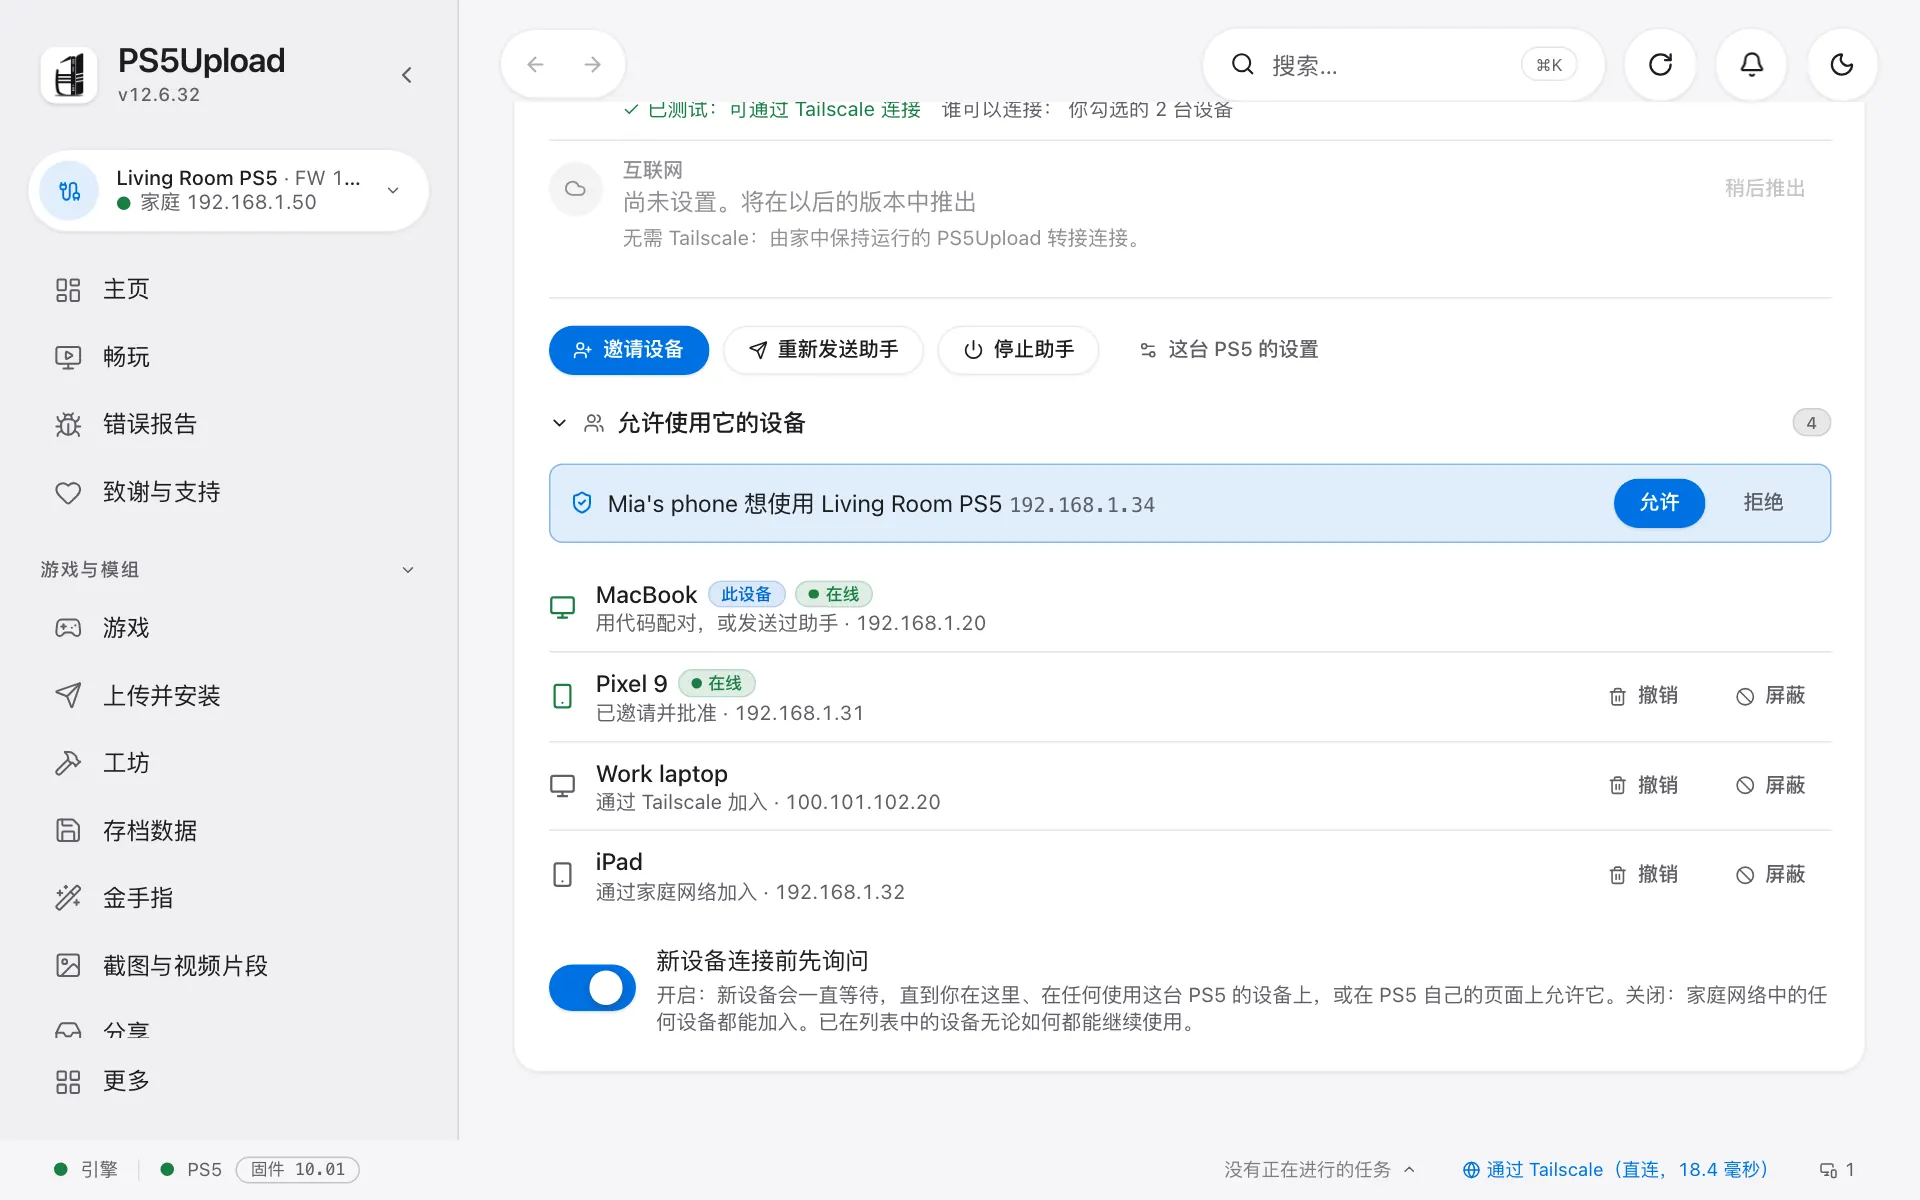 PS5Upload
v12.6.32
Living Room PS5 · FW 1...
家庭 192.168.1.50
主页
畅玩
错误报告
致谢与支持
游戏与模组
游戏
上传并安装
工坊
存档数据
金手指
截图与视频片段
分享
更多
搜索...
⌘K
已测试：可通过 Tailscale 连接 谁可以连接： 你勾选的 2 台设备
互联网
尚未设置。将在以后的版本中推出
无需 Tailscale：由家中保持运行的 PS5Upload 转接连接。
稍后推出
邀请设备
重新发送助手
停止助手
这台 PS5 的设置
允许使用它的设备
4
Mia's phone 想使用 Living Room PS5 192.168.1.34
允许
拒绝
MacBook 此设备 在线
用代码配对，或发送过助手 · 192.168.1.20
Pixel 9 在线
已邀请并批准 · 192.168.1.31
撤销
屏蔽
Work laptop
通过 Tailscale 加入 · 100.101.102.20
撤销
屏蔽
iPad
通过家庭网络加入 · 192.168.1.32
撤销
屏蔽
新设备连接前先询问
开启：新设备会一直等待，直到你在这里、在任何使用这台 PS5 的设备上，或在 PS5 自己的页面上允许它。关闭：家庭网络中的任
何设备都能加入。已在列表中的设备无论如何都能继续使用。
引擎
PS5
固件 10.01
没有正在进行的任务
通过 Tailscale（直连，18.4 毫秒）
1